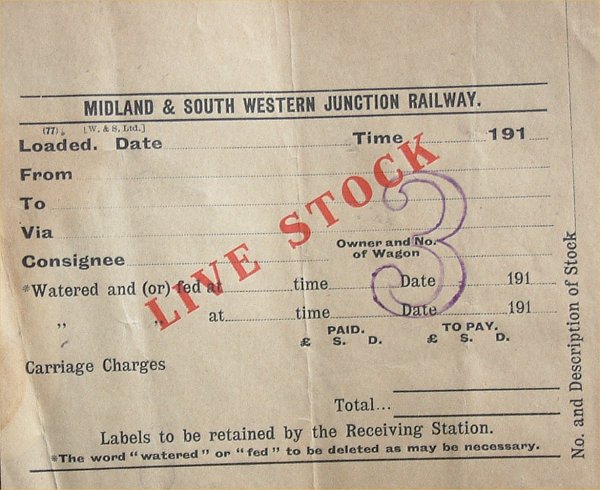 MIDLAND & SOUTH WESTERN JUNCTION RAILWAY.
(77) [W. & S, Ltd.]
Loaded. Date Time 191
From
To
Via
Consignee Owner and No. of Wagon
*Watered and (or) fed at time Date 191
„ „ at time Date 191
PAID. TO PAY.
£ S. D. £ S. D.
Carriage Charges
Total...
Labels to be retained by the Receiving Station.
*The word "watered" or "fed" to be deleted as may be necessary.
LIVE STOCK
3
No. and Description of Stock